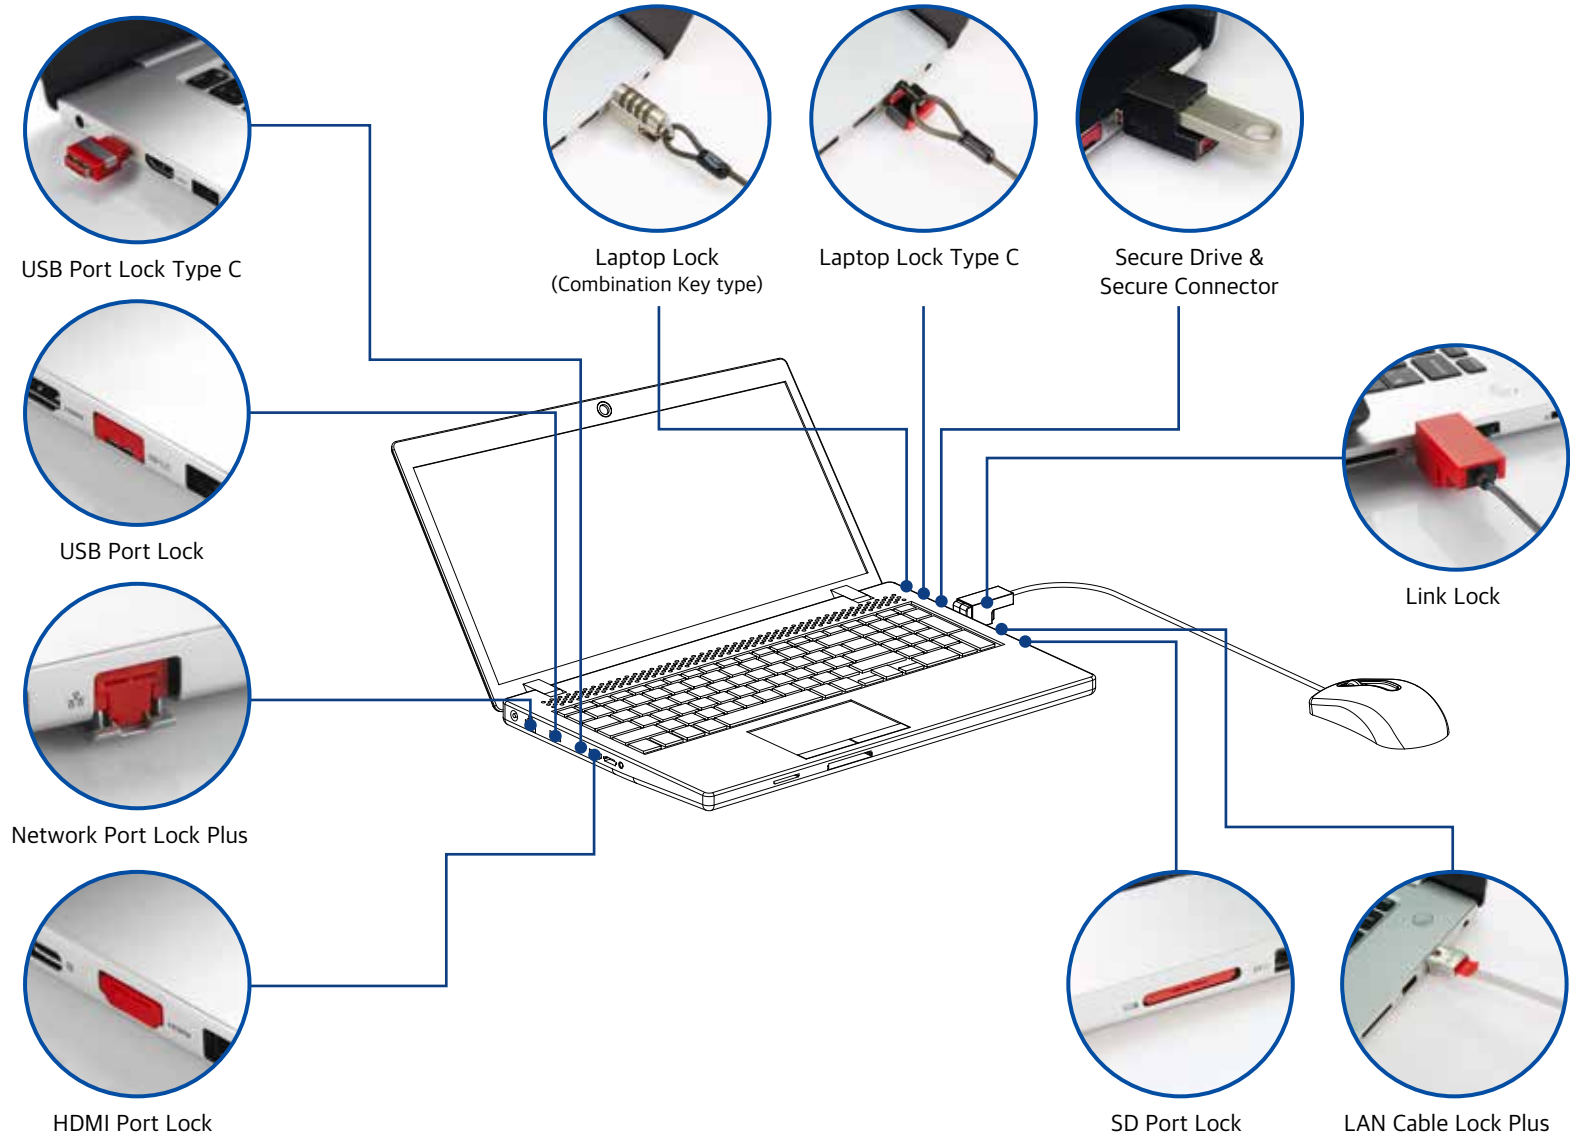 USB Port Lock Type C
Laptop Lock
(Combination Key type)
Laptop Lock Type C
Secure Drive &
Secure Connector
USB Port Lock
Link Lock
Network Port Lock Plus
HDMI Port Lock
SD Port Lock
LAN Cable Lock Plus